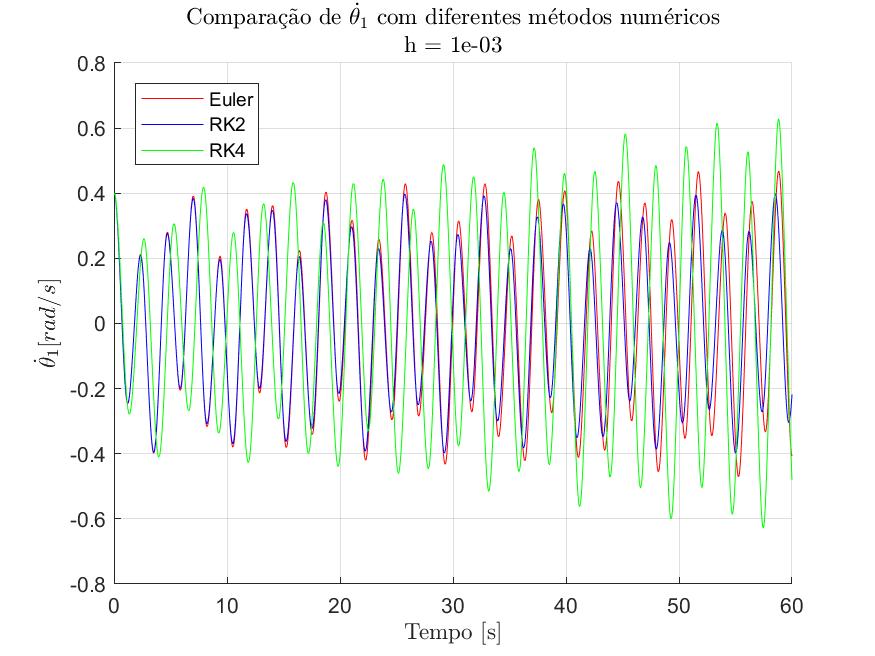 Comparação de θ̇₁ com diferentes métodos numéricos
h = 1e-03
Euler
RK2
RK4
0.8
0.6
0.4
0.2
0
-0.2
-0.4
-0.6
-0.8
θ̇₁[rad/s]
0 10 20 30 40 50 60
Tempo [s]